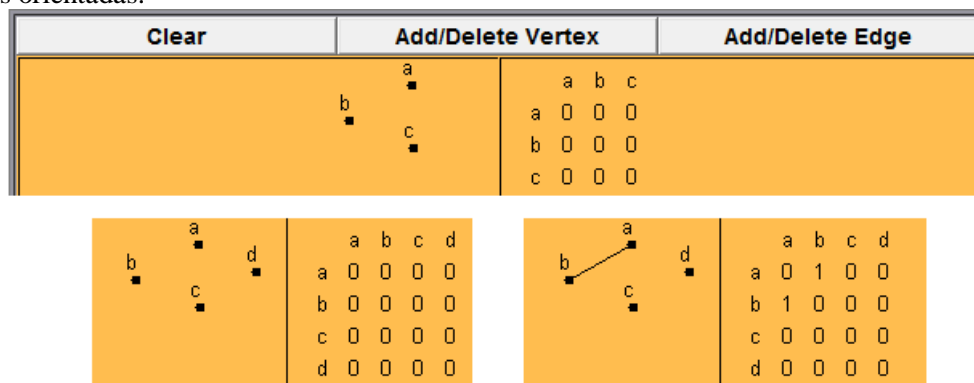 s orientadas.
Clear Add/Delete Vertex Add/Delete Edge
a
b
c
a b c
a 0 0 0
b 0 0 0
c 0 0 0
a
b
d
c
a b c d
a 0 0 0 0
b 0 0 0 0
c 0 0 0 0
d 0 0 0 0
a
b
d
c
a b c d
a 0 1 0 0
b 1 0 0 0
c 0 0 0 0
d 0 0 0 0